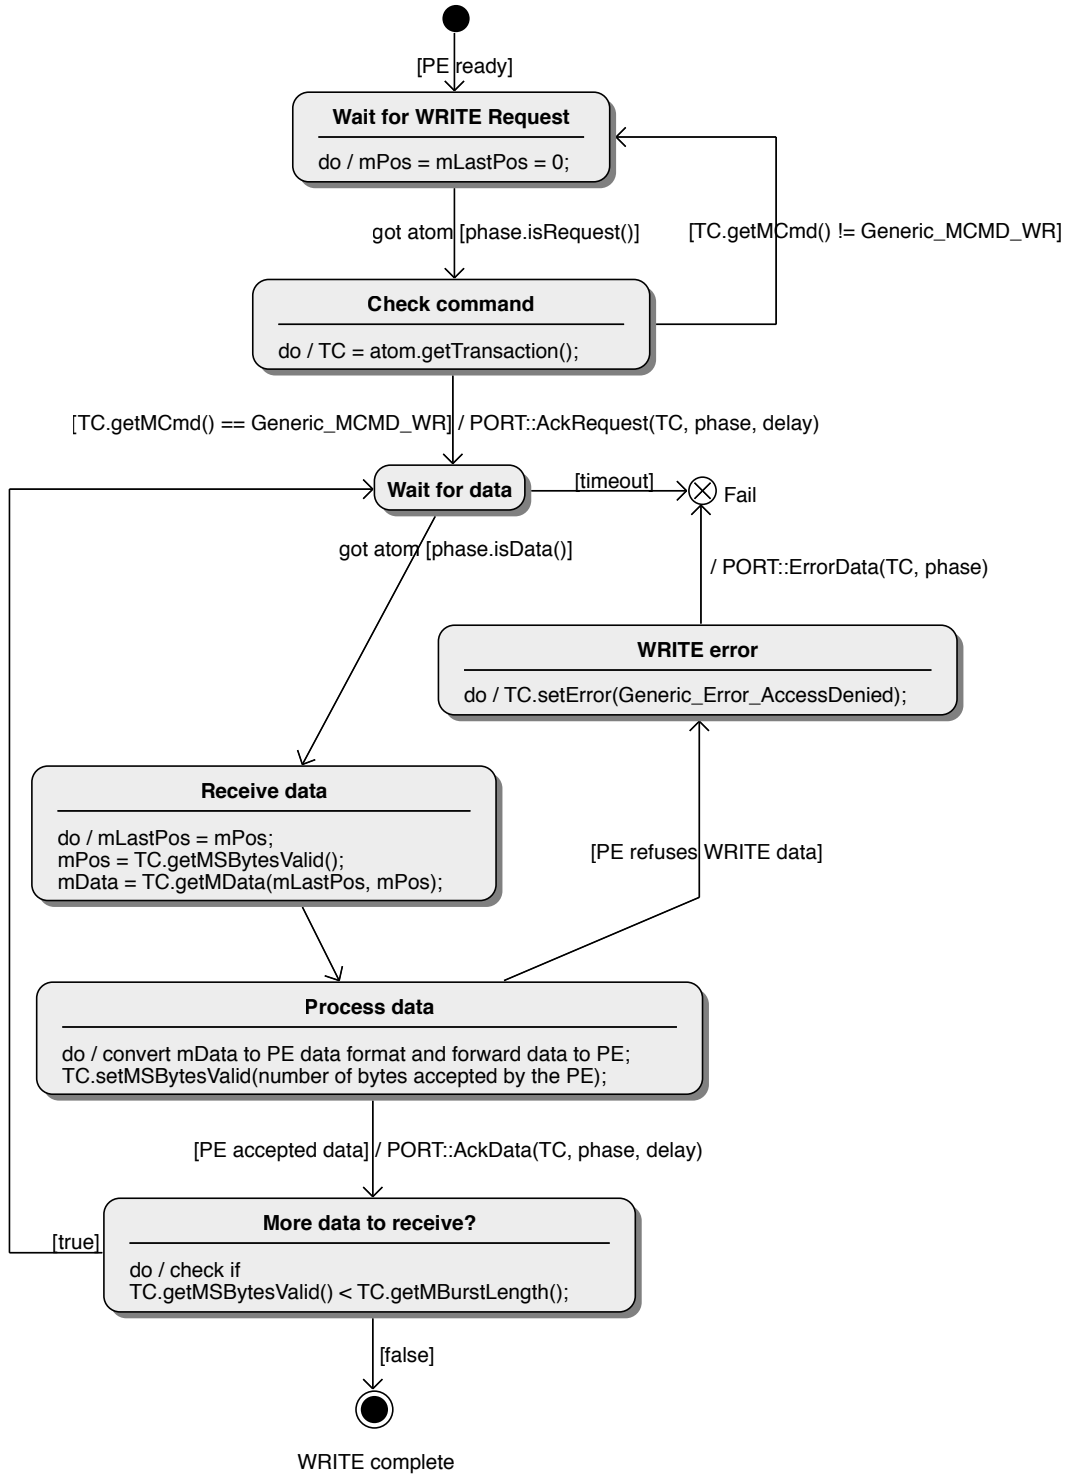 [PE ready]
Wait for WRITE Request
do / mPos = mLastPos = 0;
got atom [phase.isRequest()]
[TC.getMCmd() != Generic_MCMD_WR]
Check command
do / TC = atom.getTransaction();
[TC.getMCmd() == Generic_MCMD_WR] / PORT::AckRequest(TC, phase, delay)
Wait for data
[timeout]
Fail
got atom [phase.isData()]
/ PORT::ErrorData(TC, phase)
WRITE error
do / TC.setError(Generic_Error_AccessDenied);
Receive data
do / mLastPos = mPos;
mPos = TC.getMSBytesValid();
mData = TC.getMData(mLastPos, mPos);
[PE refuses WRITE data]
Process data
do / convert mData to PE data format and forward data to PE;
TC.setMSBytesValid(number of bytes accepted by the PE);
[PE accepted data] / PORT::AckData(TC, phase, delay)
More data to receive?
[true]
do / check if
TC.getMSBytesValid() < TC.getMBurstLength();
[false]
WRITE complete